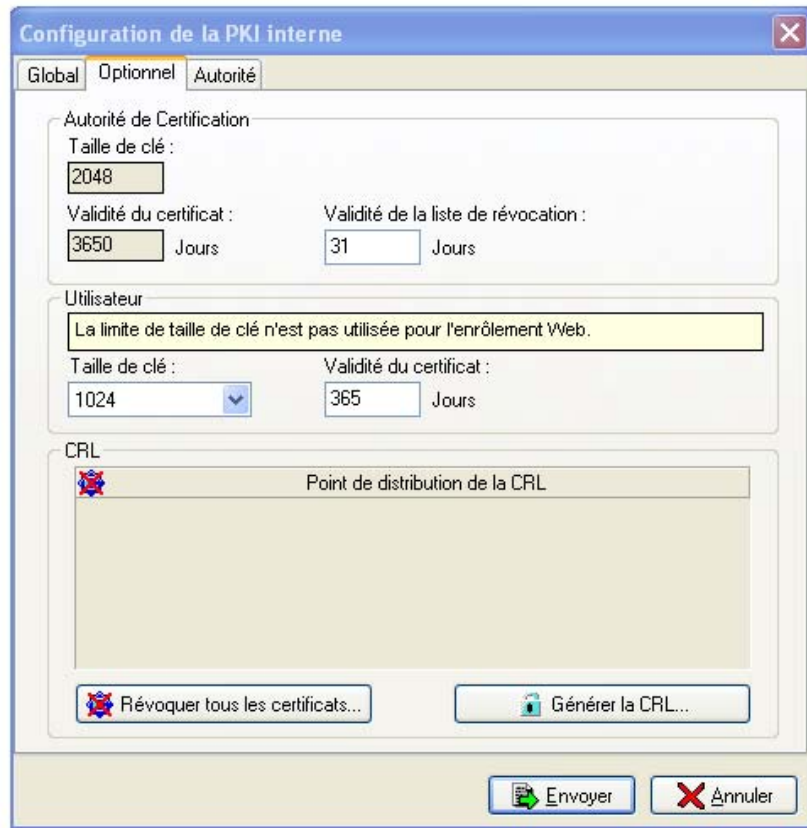 Configuration de la PKI interne
Global Optionnel Autorité
Autorité de Certification
Taille de clé :
2048
Validité du certificat : Validité de la liste de révocation :
3650 Jours 31 Jours
Utilisateur
La limite de taille de clé n'est pas utilisée pour l'enrôlement Web.
Taille de clé : Validité du certificat :
1024 365 Jours
CRL
Point de distribution de la CRL
Révoquer tous les certificats... Générer la CRL...
Envoyer Annuler